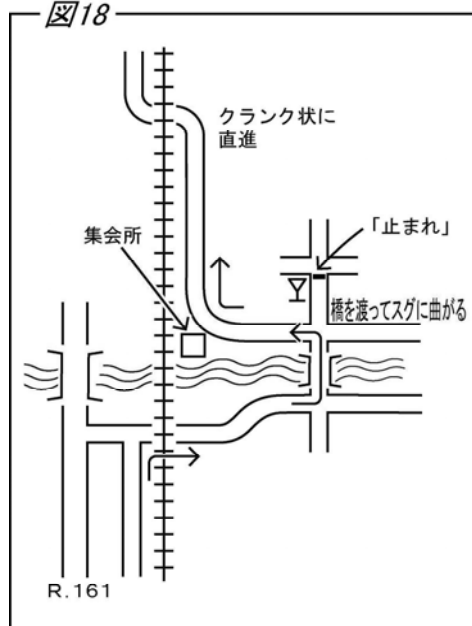 図18
クランク状に
直進
集会所
「止まれ」
橋を渡ってスグに曲がる
R.161